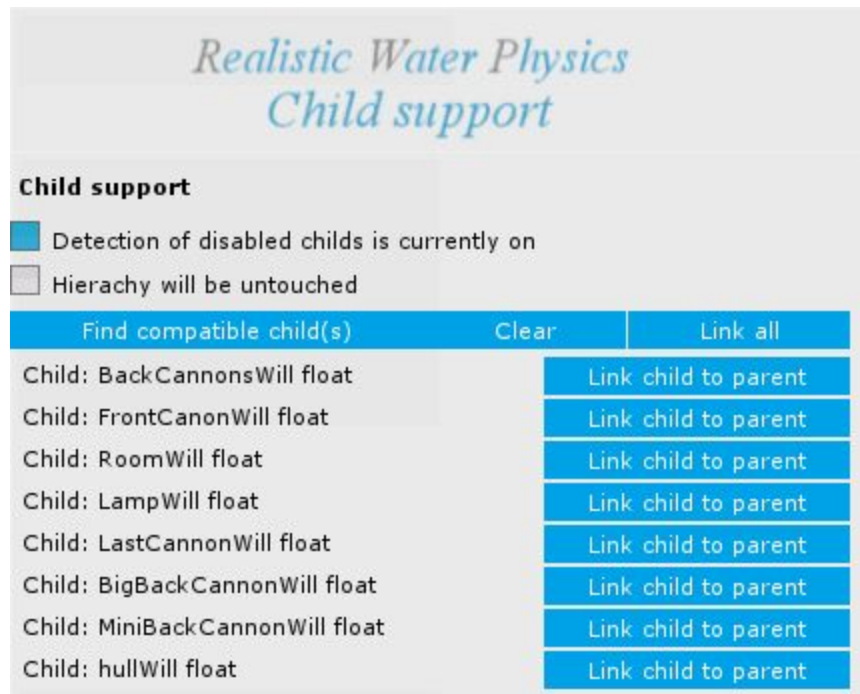 Realistic Water Physics
Child support
Child support
Detection of disabled childs is currently on
Hierachy will be untouched
Find compatible child(s) Clear Link all
Child: BackCannonsWill float Link child to parent
Child: FrontCanonWill float Link child to parent
Child: RoomWill float Link child to parent
Child: LampWill float Link child to parent
Child: LastCannonWill float Link child to parent
Child: BigBackCannonWill float Link child to parent
Child: MiniBackCannonWill float Link child to parent
Child: hullWill float Link child to parent